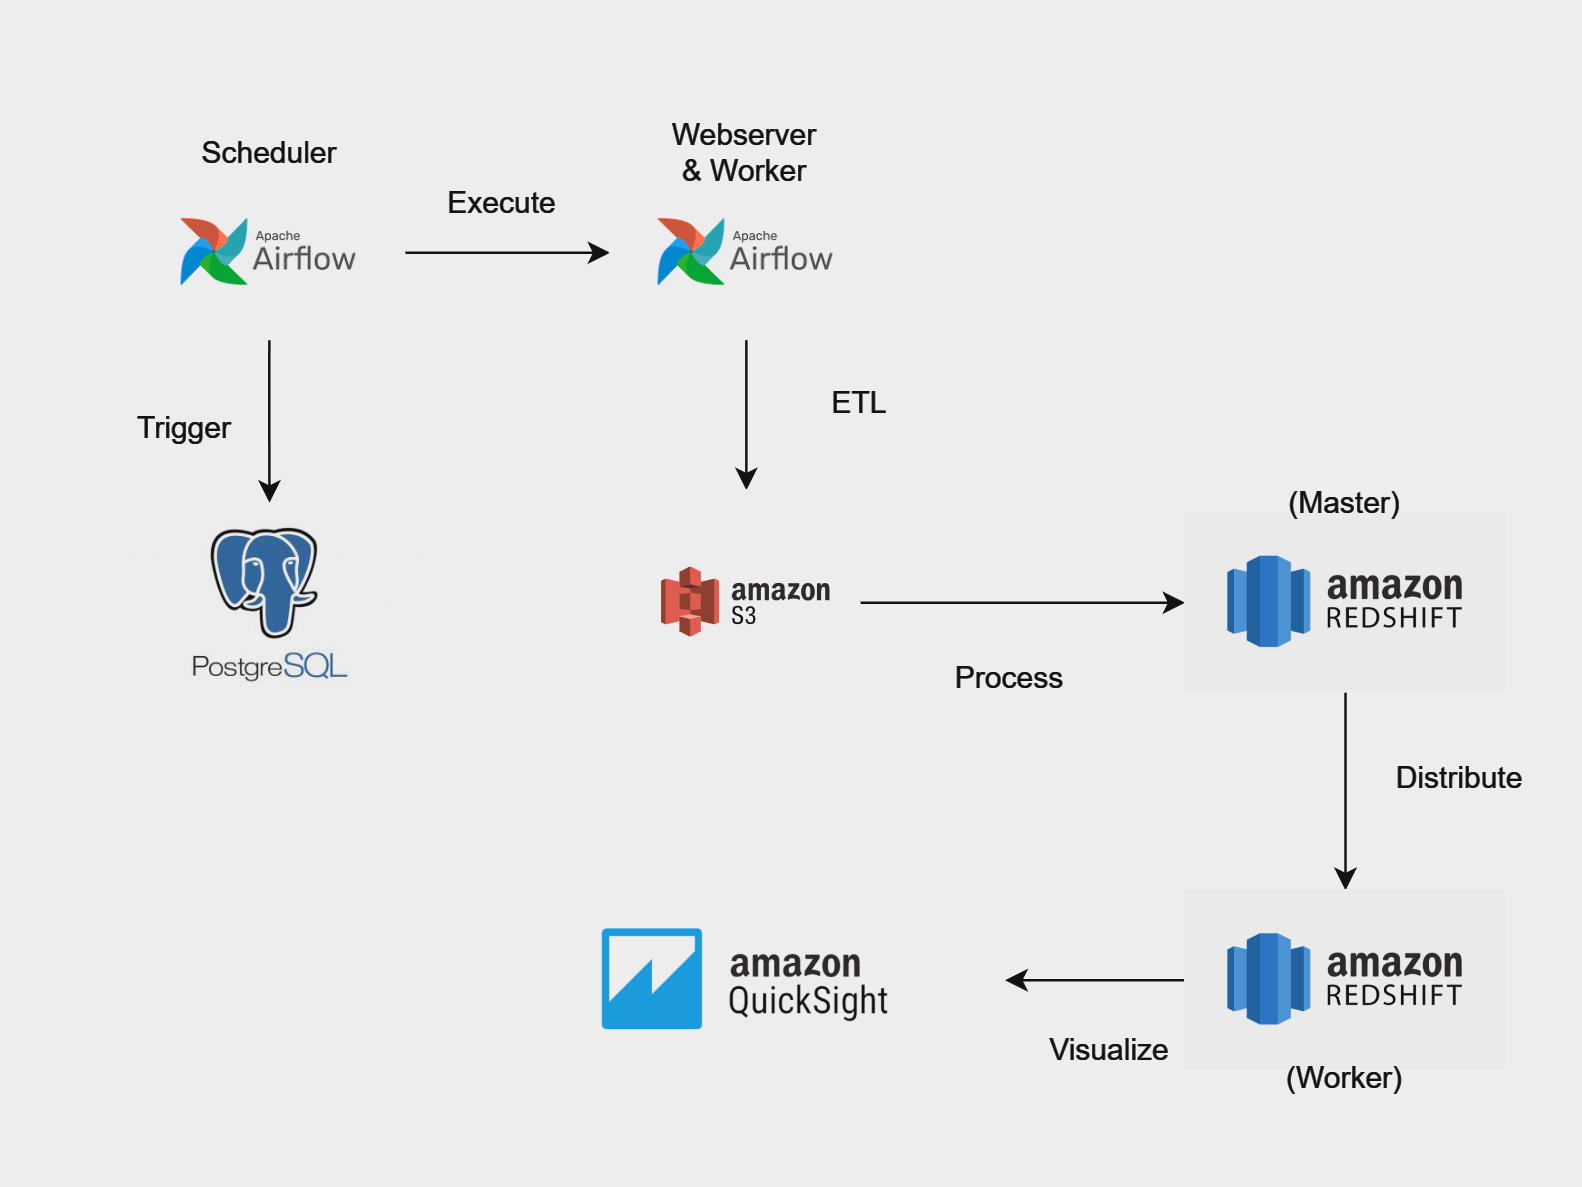 Scheduler
Webserver
& Worker
Execute
Apache
Airflow
Apache
Airflow
Trigger
ETL
PostgreSQL
amazon
S3
Process
(Master)
amazon
REDSHIFT
Distribute
amazon
QuickSight
Visualize
amazon
REDSHIFT
(Worker)